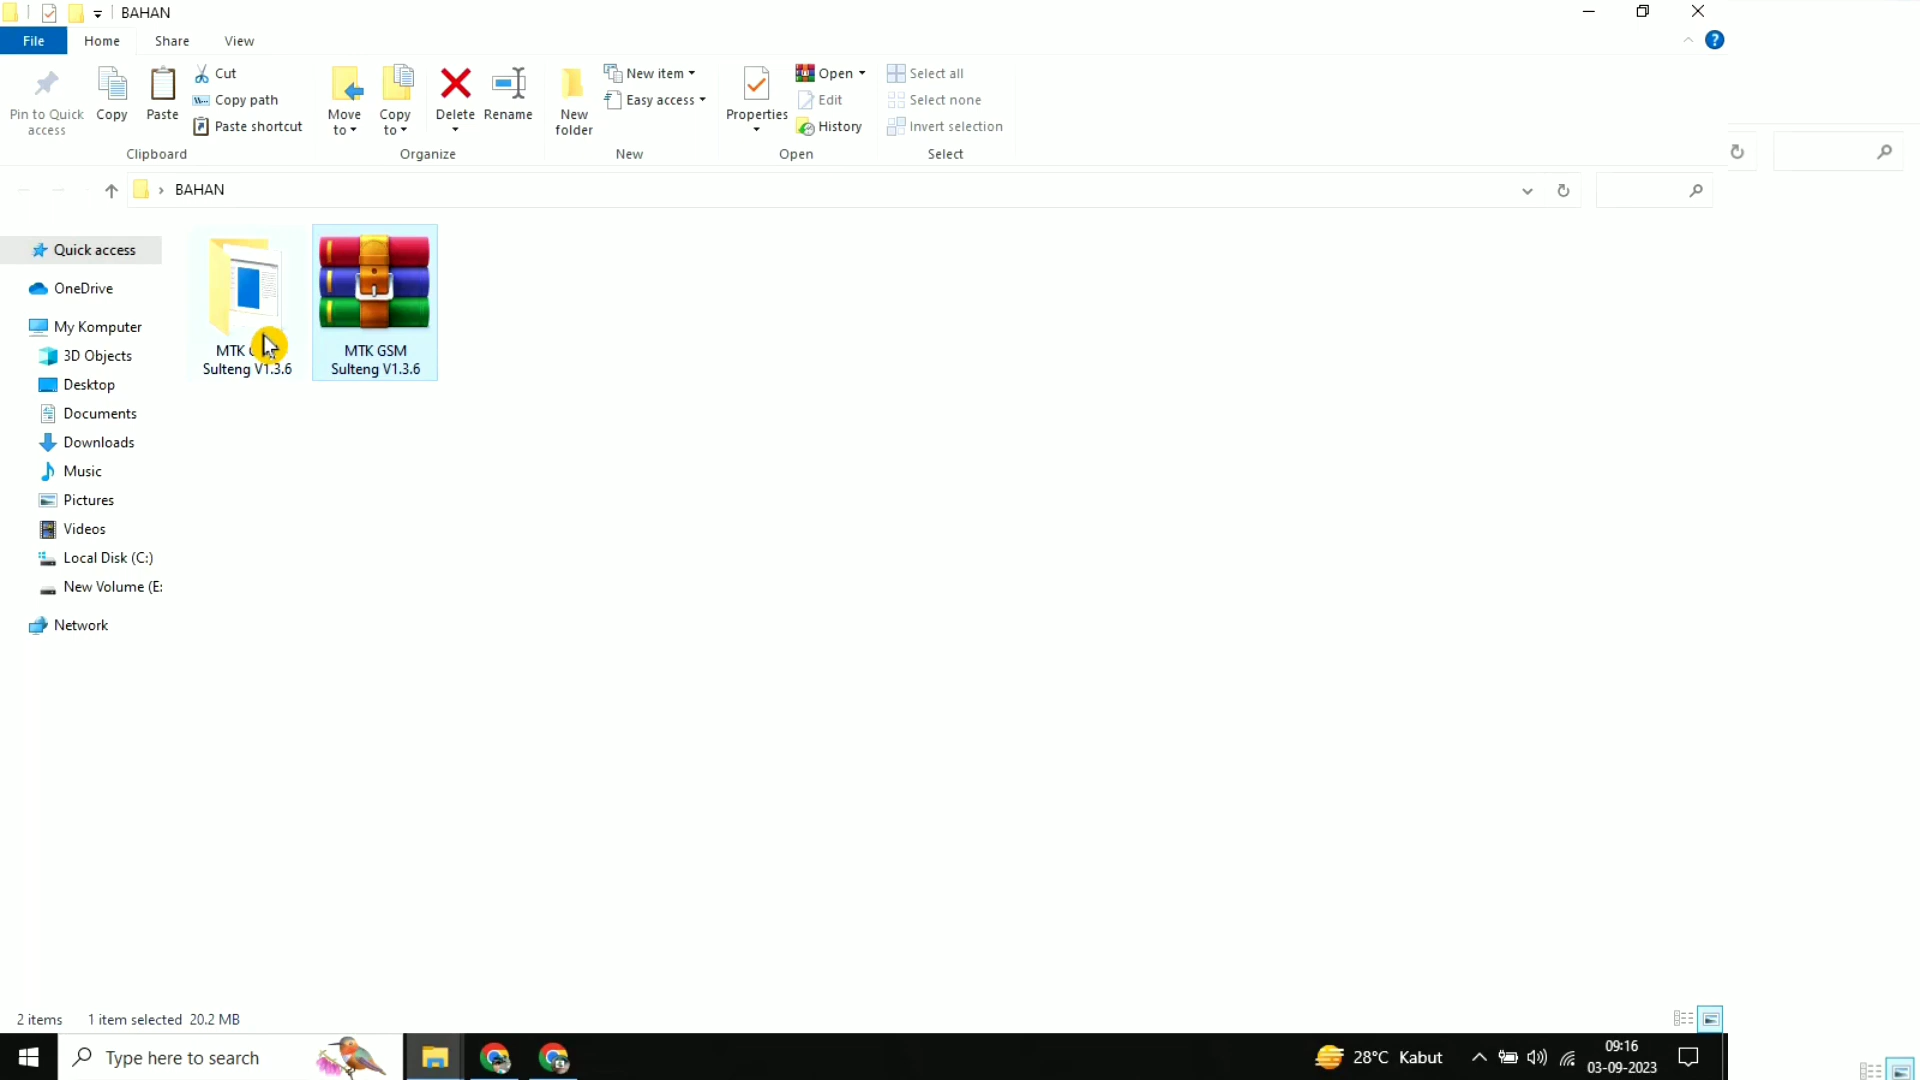 BAHAN
File Home Share View
Pin to Quick access
Copy
Paste
Cut
Copy path
Paste shortcut
Clipboard
Move to
Copy to
Delete
Rename
Organize
New folder
New item
Easy access
New
Properties
Open
Edit
History
Open
Select all
Select none
Invert selection
Select
BAHAN
Quick access
OneDrive
My Komputer
3D Objects
Desktop
Documents
Downloads
Music
Pictures
Videos
Local Disk (C:)
New Volume (E:
Network
MTK
Sulteng V1.3.6
MTK GSM
Sulteng V1.3.6
2 items 1 item selected 20.2 MB
Type here to search
28°C Kabut
09:16
03-09-2023